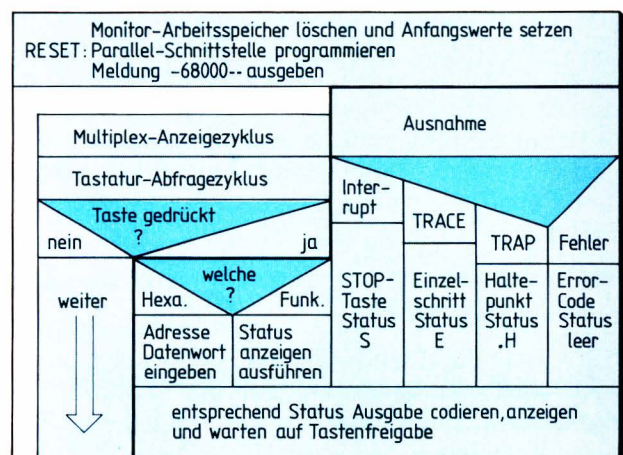 Monitor-Arbeitsspeicher löschen und Anfangswerte setzen
RESET: Parallel-Schnittstelle programmieren
Meldung -68000-- ausgeben
Multiplex-Anzeigezyklus
Tastatur-Abfragezyklus
Taste gedrückt
?
nein
ja
weiter
welche
?
Hexa.
Funk.
Adresse
Datenwort
eingeben
Status
anzeigen
ausführen
Ausnahme
Inter-
rupt
TRACE
TRAP
Fehler
STOP-
Taste
Status
S
Einzel-
schritt
Status
E
Halte-
punkt
Status
.H
Error-
Code
Status
leer
entsprechend Status Ausgabe codieren, anzeigen
und warten auf Tastenfreigabe